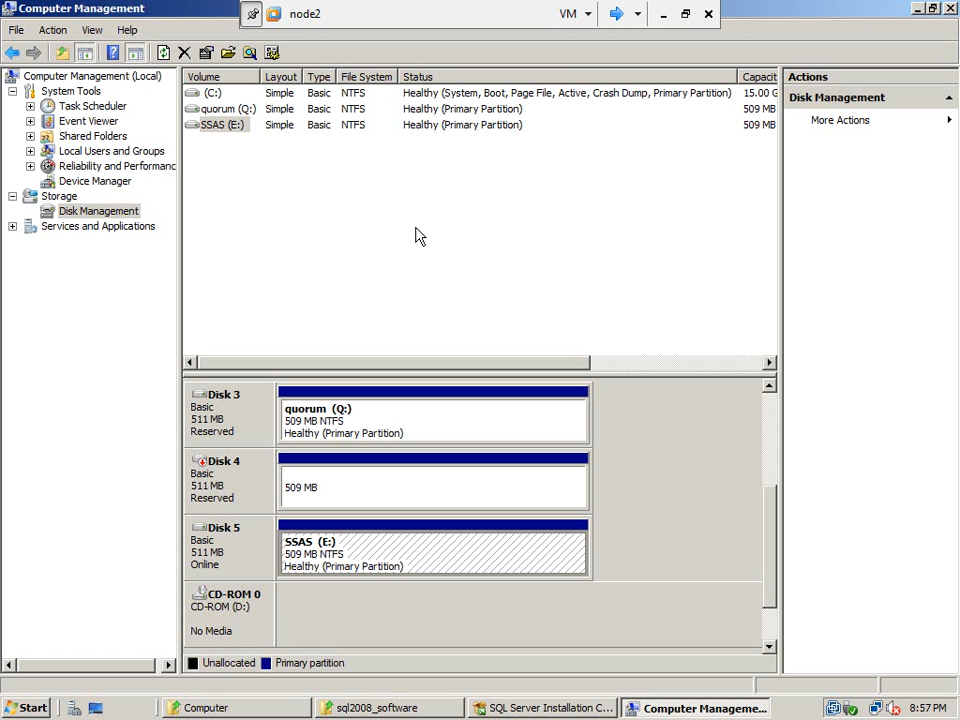 Computer Management
node2
VM
File Action View Help
Computer Management (Local)
System Tools
Task Scheduler
Event Viewer
Shared Folders
Local Users and Groups
Reliability and Performanc
Device Manager
Storage
Disk Management
Services and Applications
Volume Layout Type File System Status Capacit
(C:) Simple Basic NTFS Healthy (System, Boot, Page File, Active, Crash Dump, Primary Partition) 15.00 G
quorum (Q:) Simple Basic NTFS Healthy (Primary Partition) 509 MB
SSAS (E:) Simple Basic NTFS Healthy (Primary Partition) 509 MB
Disk 3
Basic
511 MB
Reserved
quorum (Q:)
509 MB NTFS
Healthy (Primary Partition)
Disk 4
Basic
511 MB
Reserved
509 MB
Disk 5
Basic
511 MB
Online
SSAS (E:)
509 MB NTFS
Healthy (Primary Partition)
CD-ROM 0
CD-ROM (D:)
No Media
Unallocated Primary partition
Actions
Disk Management
More Actions
Start
Computer
sql2008_software
SQL Server Installation C...
Computer Manageme...
8:57 PM